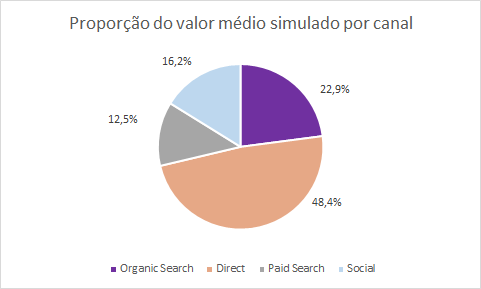 Proporção do valor médio simulado por canal
16,2%
22,9%
12,5%
48,4%
Organic Search Direct Paid Search Social